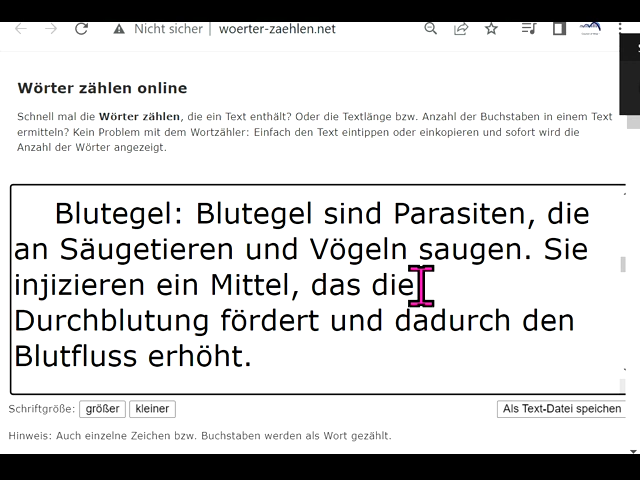 Nicht sicher | woerter-zaehlen.net
Wörter zählen online
Schnell mal die Wörter zählen, die ein Text enthält? Oder die Textlänge bzw. Anzahl der Buchstaben in einem Text
ermitteln? Kein Problem mit dem Wortzähler: Einfach den Text eintippen oder einkopieren und sofort wird die
Anzahl der Wörter angezeigt.
Blutegel: Blutegel sind Parasiten, die
an Säugetieren und Vögeln saugen. Sie
injizieren ein Mittel, das die
Durchblutung fördert und dadurch den
Blutfluss erhöht.
Schriftgröße: größer kleiner Als Text-Datei speichen
Hinweis: Auch einzelne Zeichen bzw. Buchstaben werden als Wort gezählt.